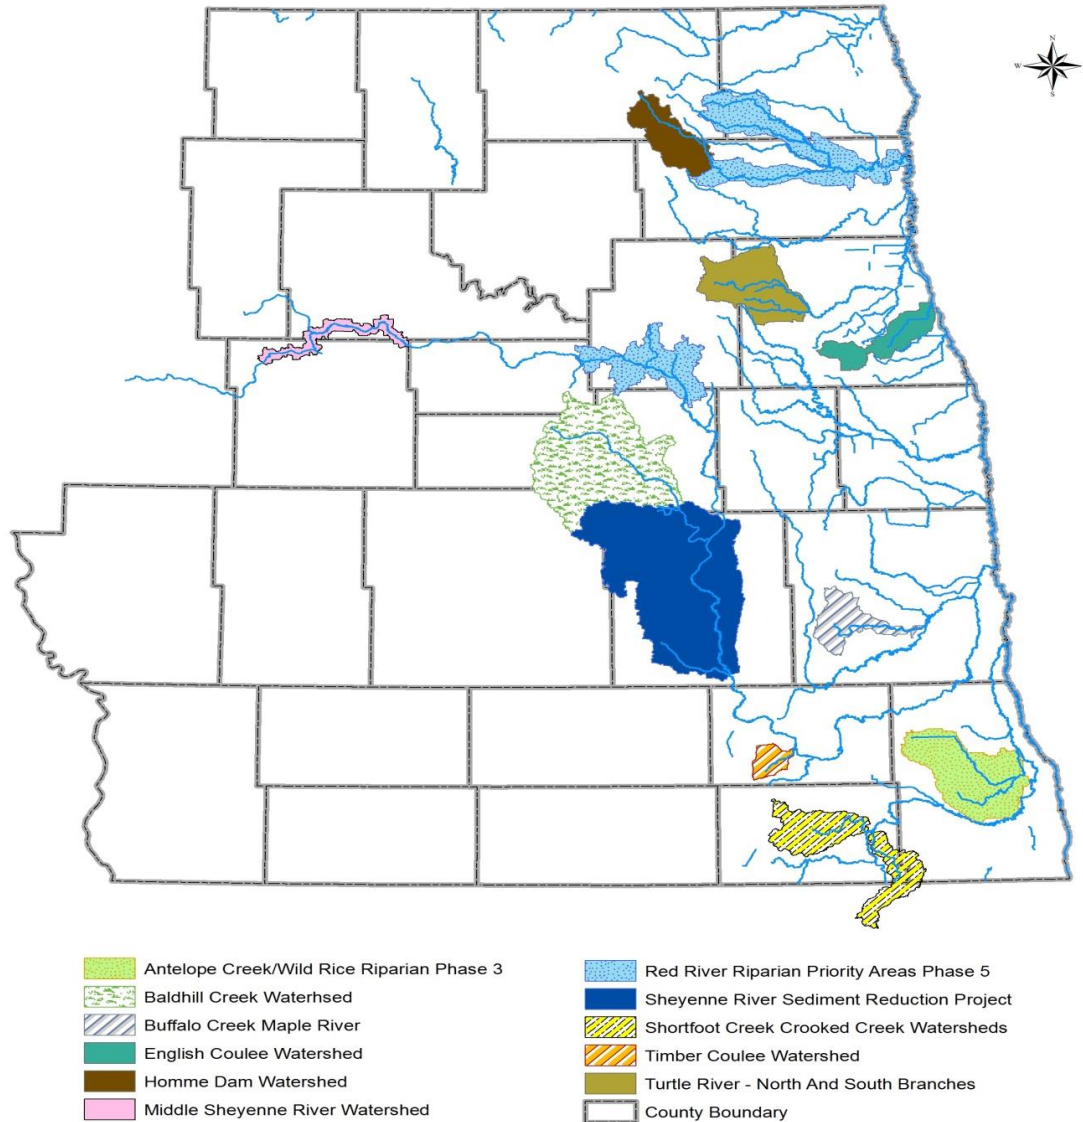 N
W
S
Antelope Creek/Wild Rice Riparian Phase 3
Baldhill Creek Waterhsed
Buffalo Creek Maple River
English Coulee Watershed
Homme Dam Watershed
Middle Sheyenne River Watershed
Red River Riparian Priority Areas Phase 5
Sheyenne River Sediment Reduction Project
Shortfoot Creek Crooked Creek Watersheds
Timber Coulee Watershed
Turtle River - North And South Branches
County Boundary